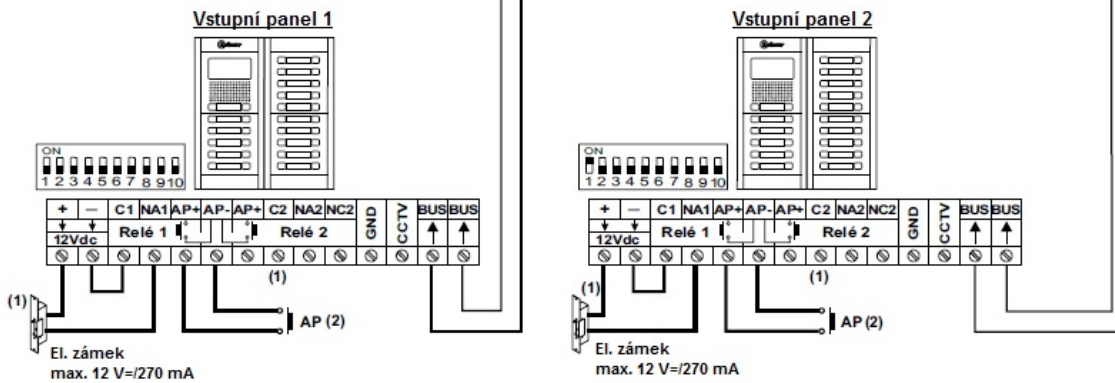 Vstupní panel 1
ON
1 2 3 4 5 6 7 8 9 10
+ – C1 NA1 AP+ AP- AP+ C2 NA2 NC2 GND CCTV BUS BUS
12Vdc Relé 1 Relé 2
(1)
(1)
AP (2)
El. zámek
max. 12 V=/270 mA
Vstupní panel 2
ON
1 2 3 4 5 6 7 8 9 10
+ – C1 NA1 AP+ AP- AP+ C2 NA2 NC2 GND CCTV BUS BUS
12Vdc Relé 1 Relé 2
(1)
(1)
AP (2)
El. zámek
max. 12 V=/270 mA